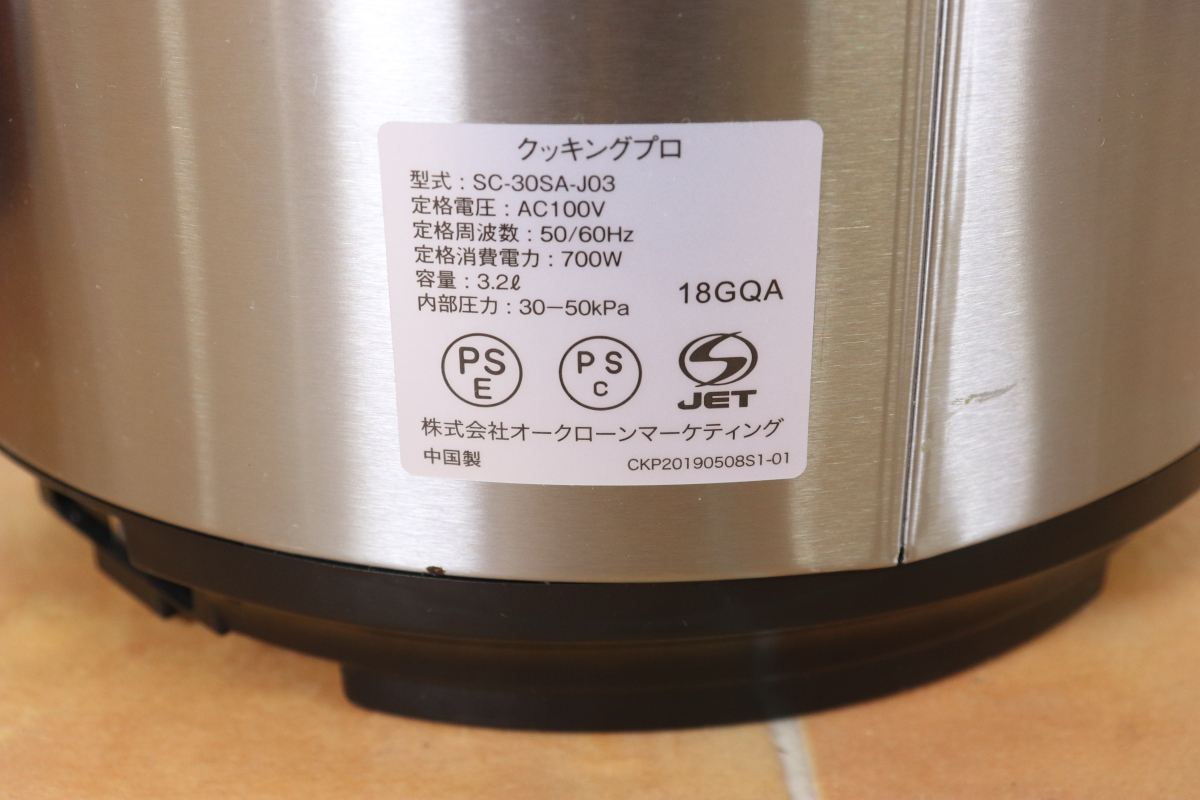 クッキングプロ
型式：SC-30SA-J03
定格電圧：AC100V
定格周波数：50/60Hz
定格消費電力：700W
容量：3.2ℓ
内部圧力：30－50kPa
18GQA
PS
E
PS
C
JET
株式会社オークローンマーケティング
中国製
CKP20190508S1-01